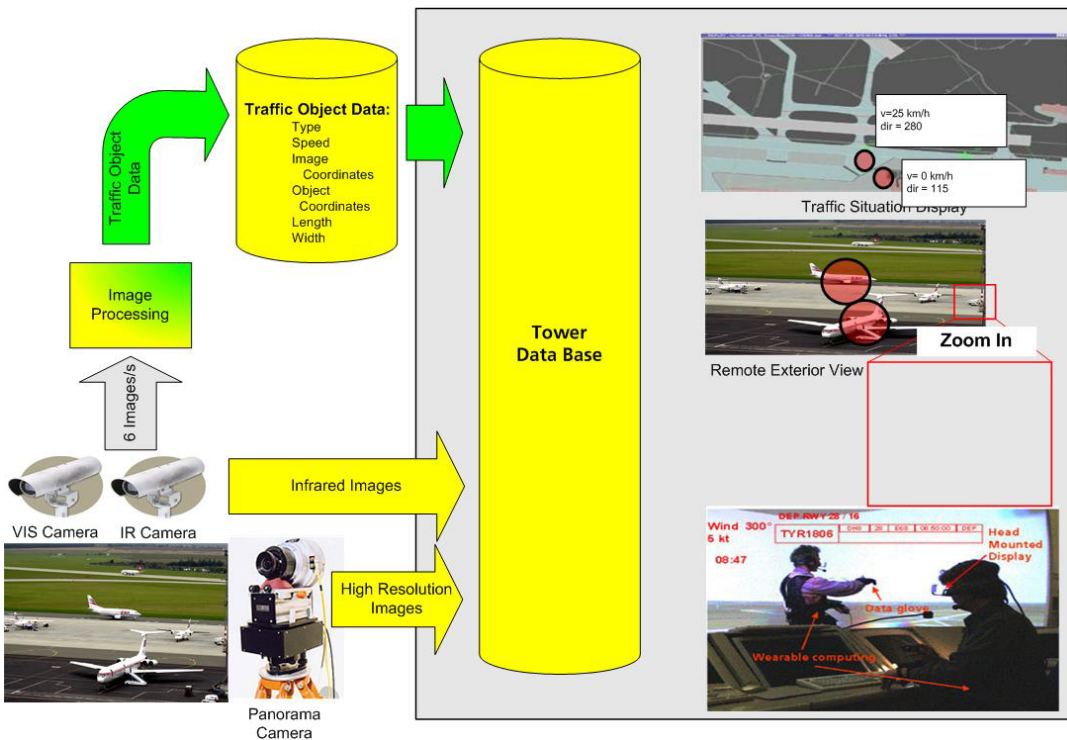 Traffic Object
Data
Traffic Object Data:
Type
Speed
Image
Coordinates
Object
Coordinates
Length
Width
Image
Processing
6 Images/s
VIS Camera
IR Camera
Infrared Images
High Resolution
Images
Panorama
Camera
Tower
Data Base
v=25 km/h
dir = 280
v= 0 km/h
dir = 115
Traffic Situation Display
Zoom In
Remote Exterior View
DEP RWY 28 / 16
Wind 300°
5 kt
TYR1806
08:47
Head
Mounted
Display
Data glove
Wearable computing